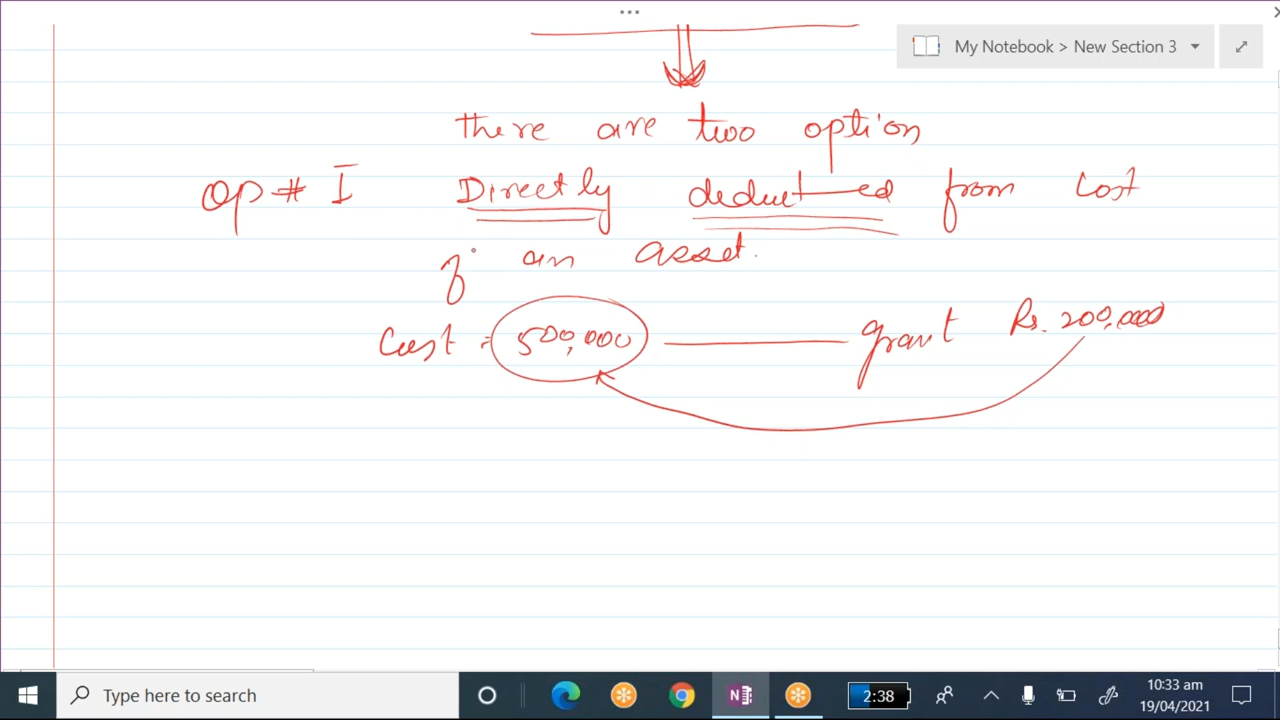 My Notebook > New Section 3
There are two option
Op # I Directly deducted from cost
of an asset.
Cost = 500,000 grant Rs. 200,000
Type here to search
2:38
10:33 am
19/04/2021